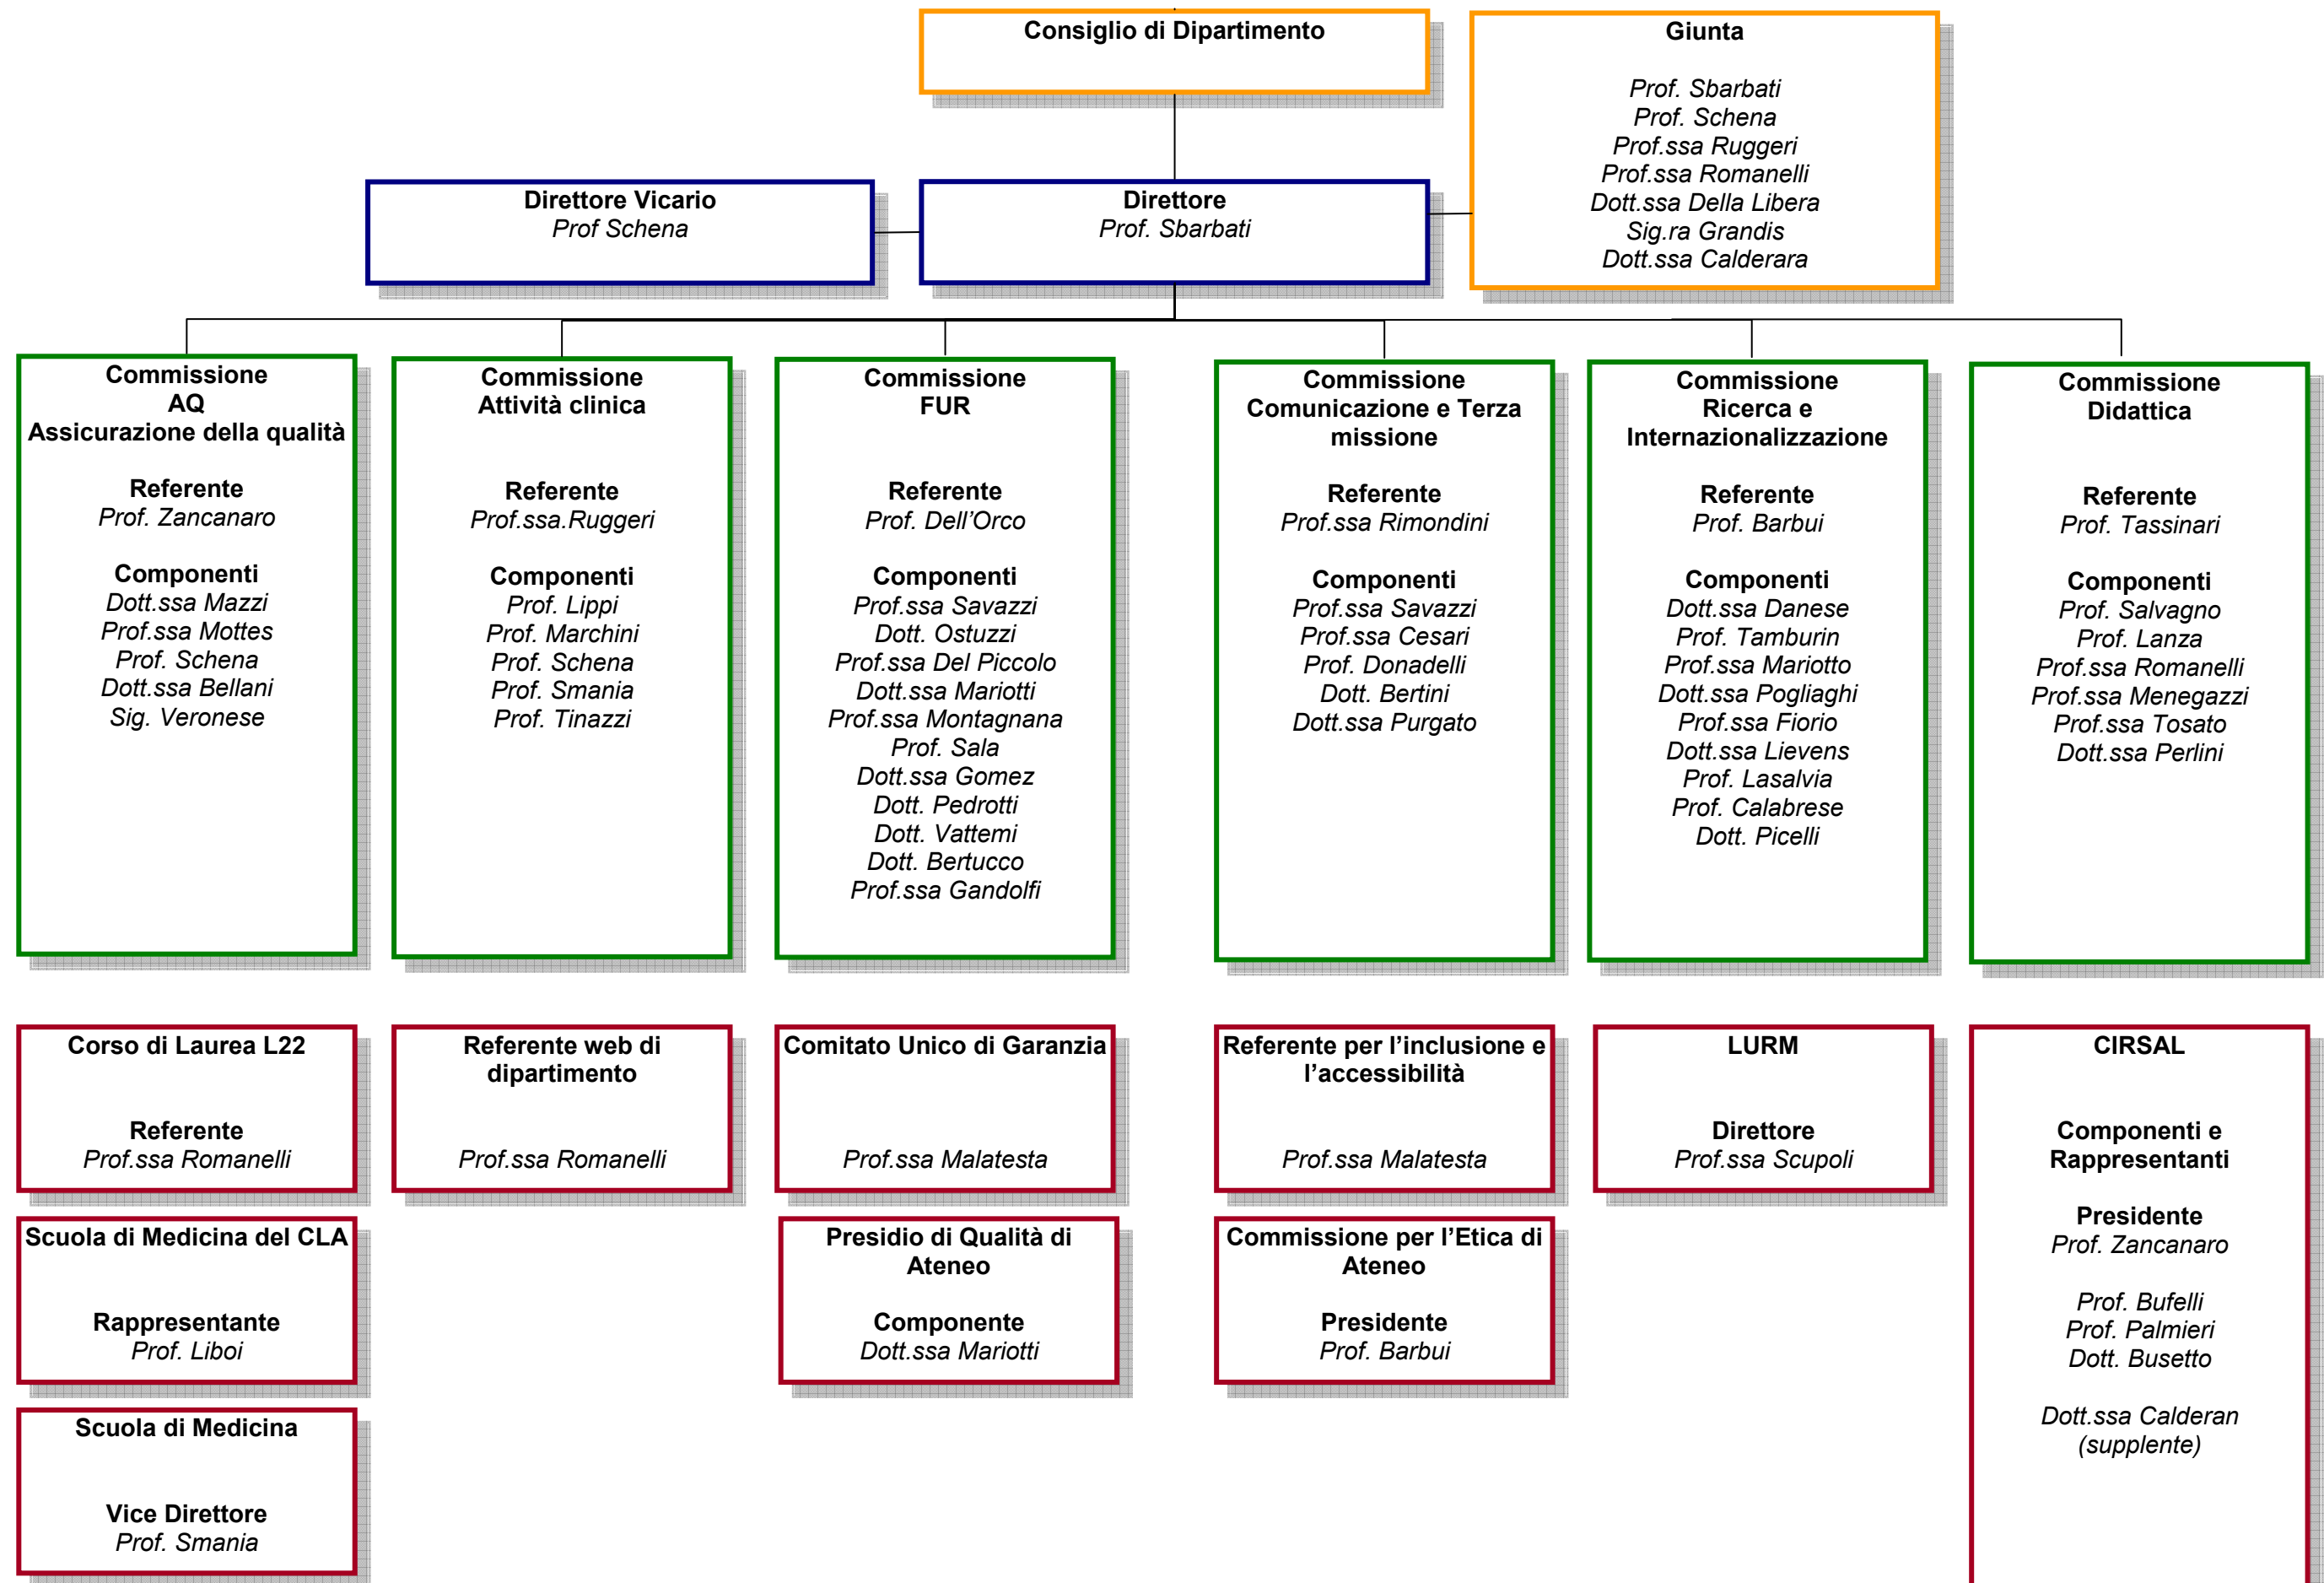 Consiglio di Dipartimento
Giunta
Prof. Sbarbati
Prof. Schena
Prof.ssa Ruggeri
Prof.ssa Romanelli
Dott.ssa Della Libera
Sig.ra Grandis
Dott.ssa Calderara
Direttore Vicario
Prof Schena
Direttore
Prof. Sbarbati
Commissione
AQ
Assicurazione della qualità
Referente
Prof. Zancanaro
Componenti
Dott.ssa Mazzi
Prof.ssa Mottes
Prof. Schena
Dott.ssa Bellani
Sig. Veronese
Commissione
Attività clinica
Referente
Prof.ssa.Ruggeri
Componenti
Prof. Lippi
Prof. Marchini
Prof. Schena
Prof. Smania
Prof. Tinazzi
Commissione
FUR
Referente
Prof. Dell’Orco
Componenti
Prof.ssa Savazzi
Dott. Ostuzzi
Prof.ssa Del Piccolo
Dott.ssa Mariotti
Prof.ssa Montagnana
Prof. Sala
Dott.ssa Gomez
Dott. Pedrotti
Dott. Vattemi
Dott. Bertucco
Prof.ssa Gandolfi
Commissione
Comunicazione e Terza
missione
Referente
Prof.ssa Rimondini
Componenti
Prof.ssa Savazzi
Prof.ssa Cesari
Prof. Donadelli
Dott. Bertini
Dott.ssa Purgato
Commissione
Ricerca e
Internazionalizzazione
Referente
Prof. Barbui
Componenti
Dott.ssa Danese
Prof. Tamburin
Prof.ssa Mariotto
Dott.ssa Pogliaghi
Prof.ssa Fiorio
Dott.ssa Lievens
Prof. Lasalvia
Prof. Calabrese
Dott. Picelli
Commissione
Didattica
Referente
Prof. Tassinari
Componenti
Prof. Salvagno
Prof. Lanza
Prof.ssa Romanelli
Prof.ssa Menegazzi
Prof.ssa Tosato
Dott.ssa Perlini
Corso di Laurea L22
Referente
Prof.ssa Romanelli
Referente web di
dipartimento
Prof.ssa Romanelli
Comitato Unico di Garanzia
Prof.ssa Malatesta
Referente per l’inclusione e
l’accessibilità
Prof.ssa Malatesta
LURM
Direttore
Prof.ssa Scupoli
CIRSAL
Componenti e
Rappresentanti
Presidente
Prof. Zancanaro
Prof. Bufelli
Prof. Palmieri
Dott. Busetto
Dott.ssa Calderan
(supplente)
Scuola di Medicina del CLA
Rappresentante
Prof. Liboi
Presidio di Qualità di
Ateneo
Componente
Dott.ssa Mariotti
Commissione per l’Etica di
Ateneo
Presidente
Prof. Barbui
Scuola di Medicina
Vice Direttore
Prof. Smania